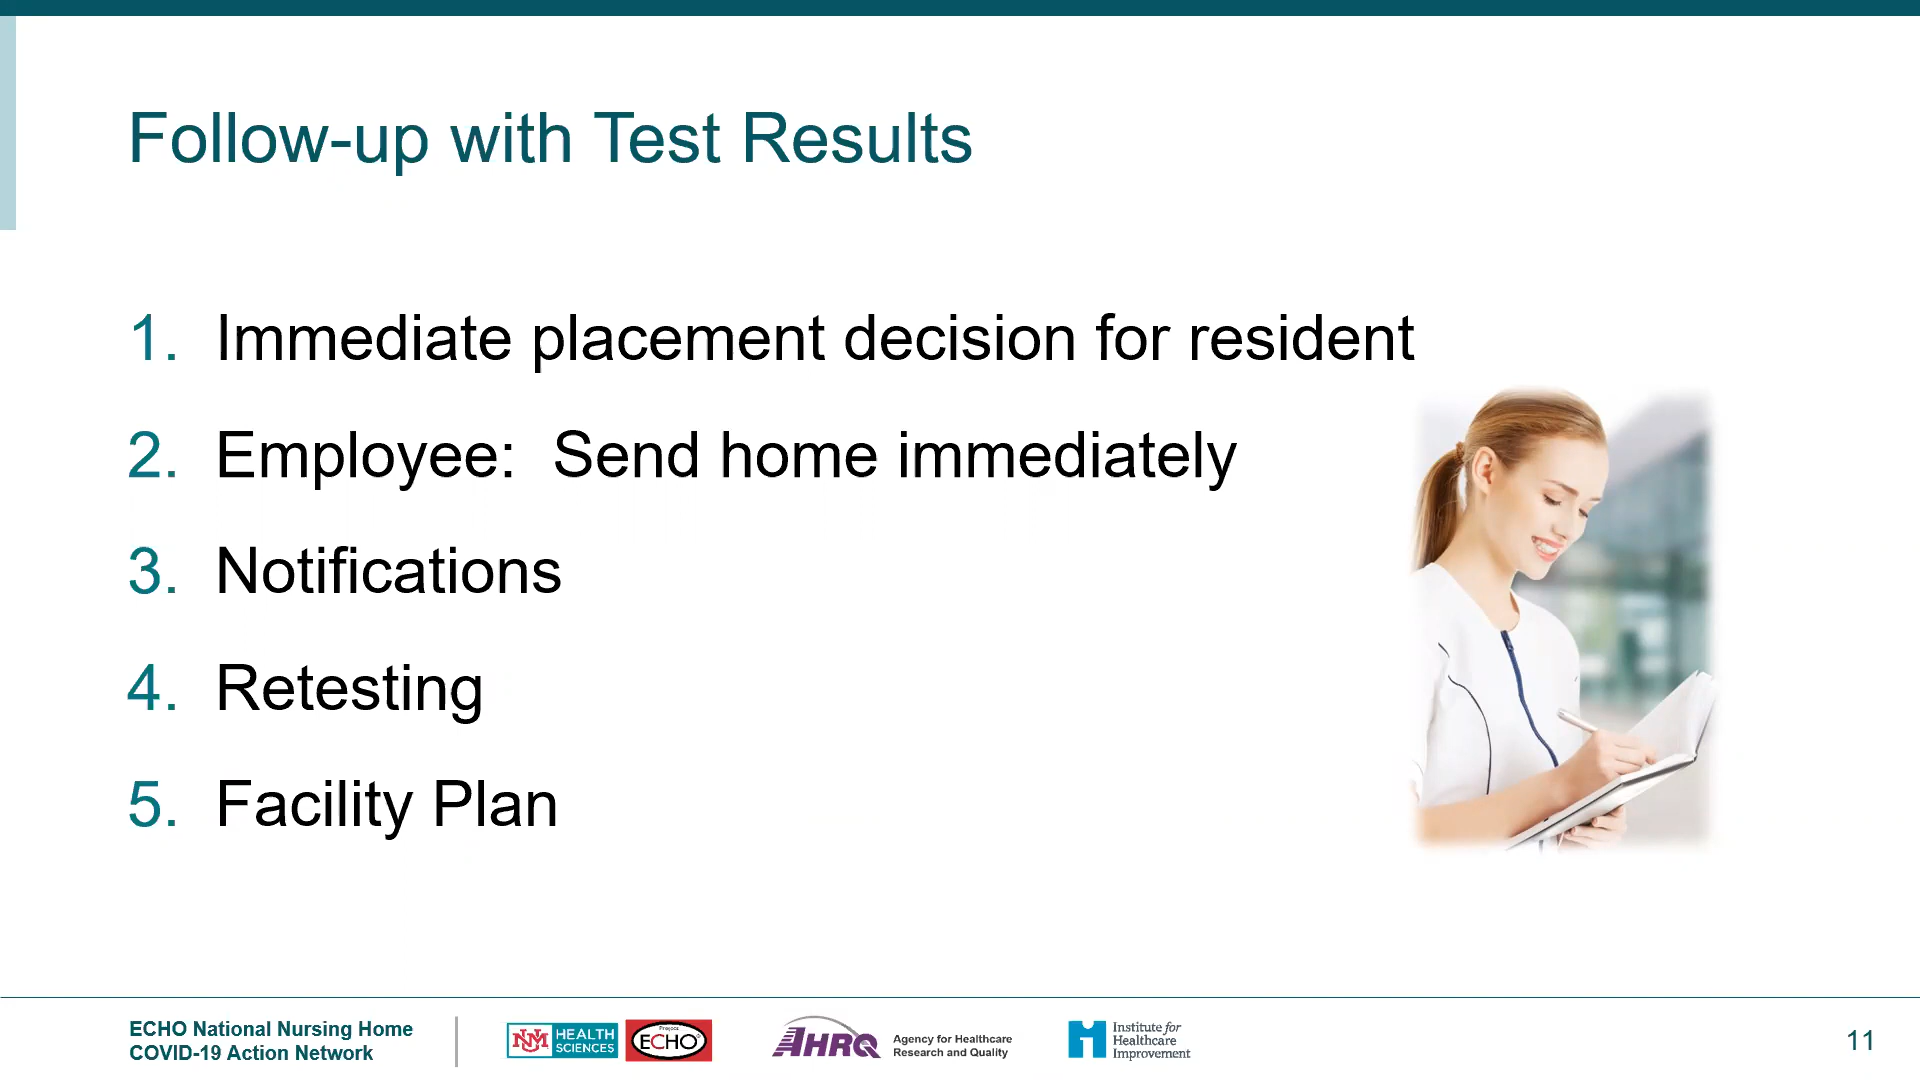 Follow-up with Test Results
1. Immediate placement decision for resident
2. Employee: Send home immediately
3. Notifications
4. Retesting
5. Facility Plan
ECHO National Nursing Home
COVID-19 Action Network
UNM
HEALTH
SCIENCES
Project
ECHO®
AHRQ
Agency for Healthcare
Research and Quality
Institute for
Healthcare
Improvement
11